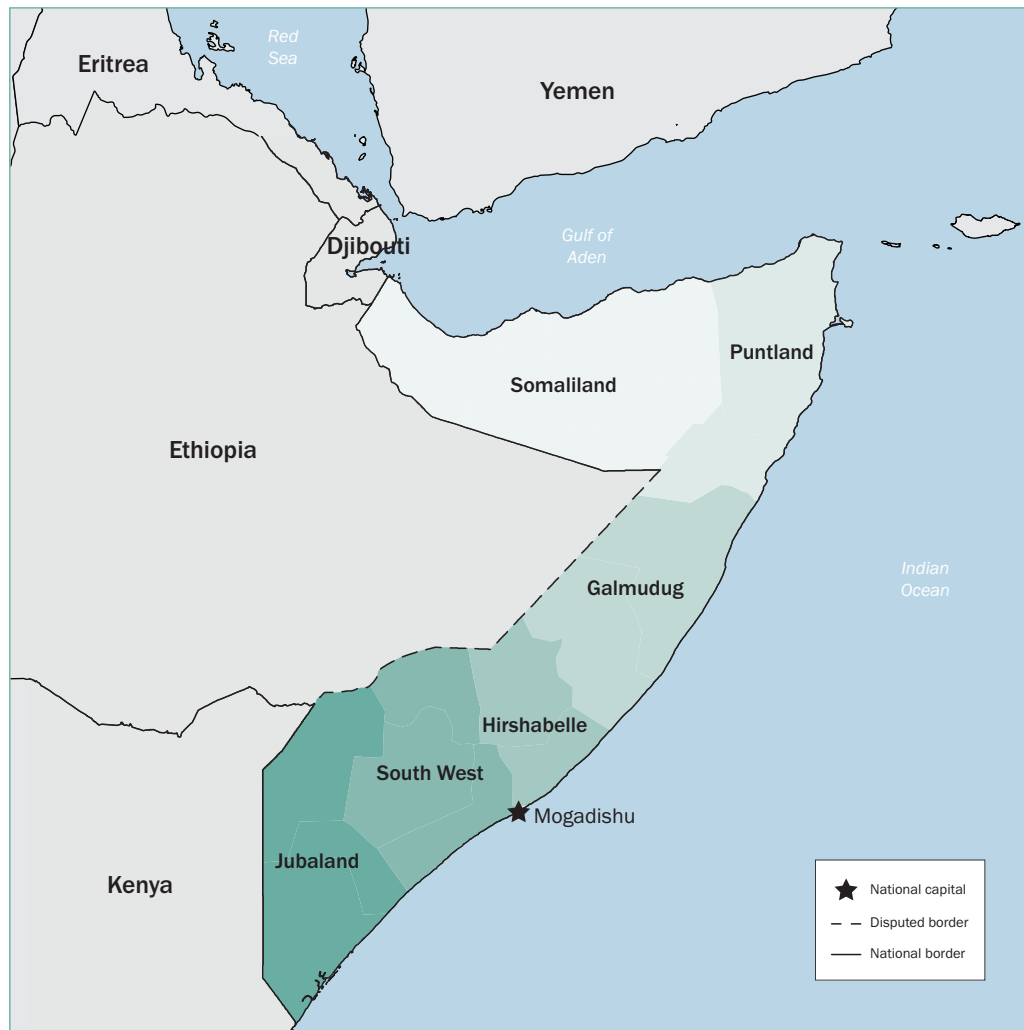 Red
Sea
Eritrea
Yemen
Djibouti
Gulf of
Aden
Puntland
Somaliland
Ethiopia
Indian
Ocean
Galmudug
Hirshabelle
South West
Mogadishu
Jubaland
Kenya
National capital
Disputed border
National border